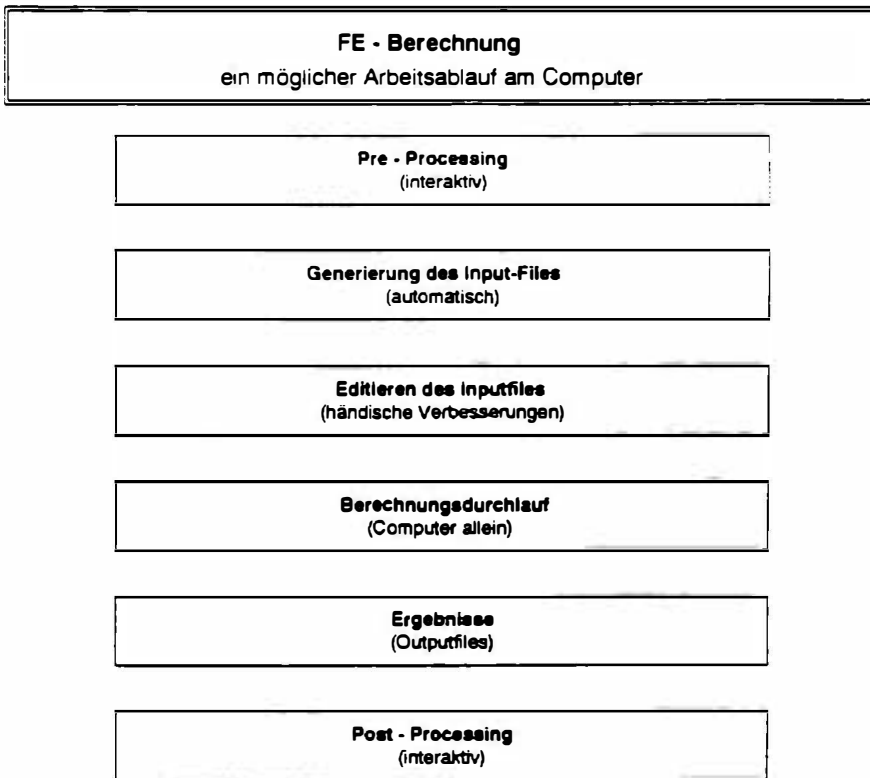 FE - Berechnung
ein möglicher Arbeitsablauf am Computer
Pre - Processing
(interaktiv)
Generierung des Input-Files
(automatisch)
Editieren des Inputfiles
(händische Verbesserungen)
Berechnungsdurchlauf
(Computer allein)
Ergebnisse
(Outputfiles)
Post - Processing
(interaktiv)